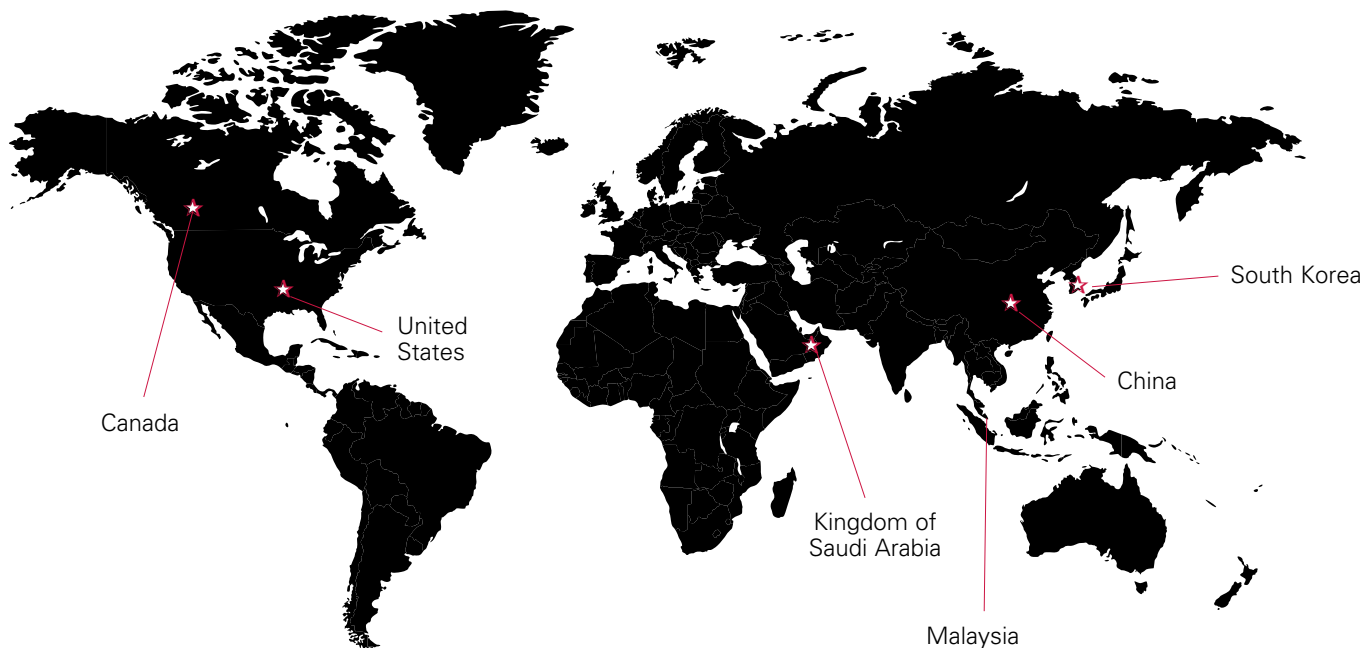 South Korea
United
States
China
Canada
Kingdom of
Saudi Arabia
Malaysia